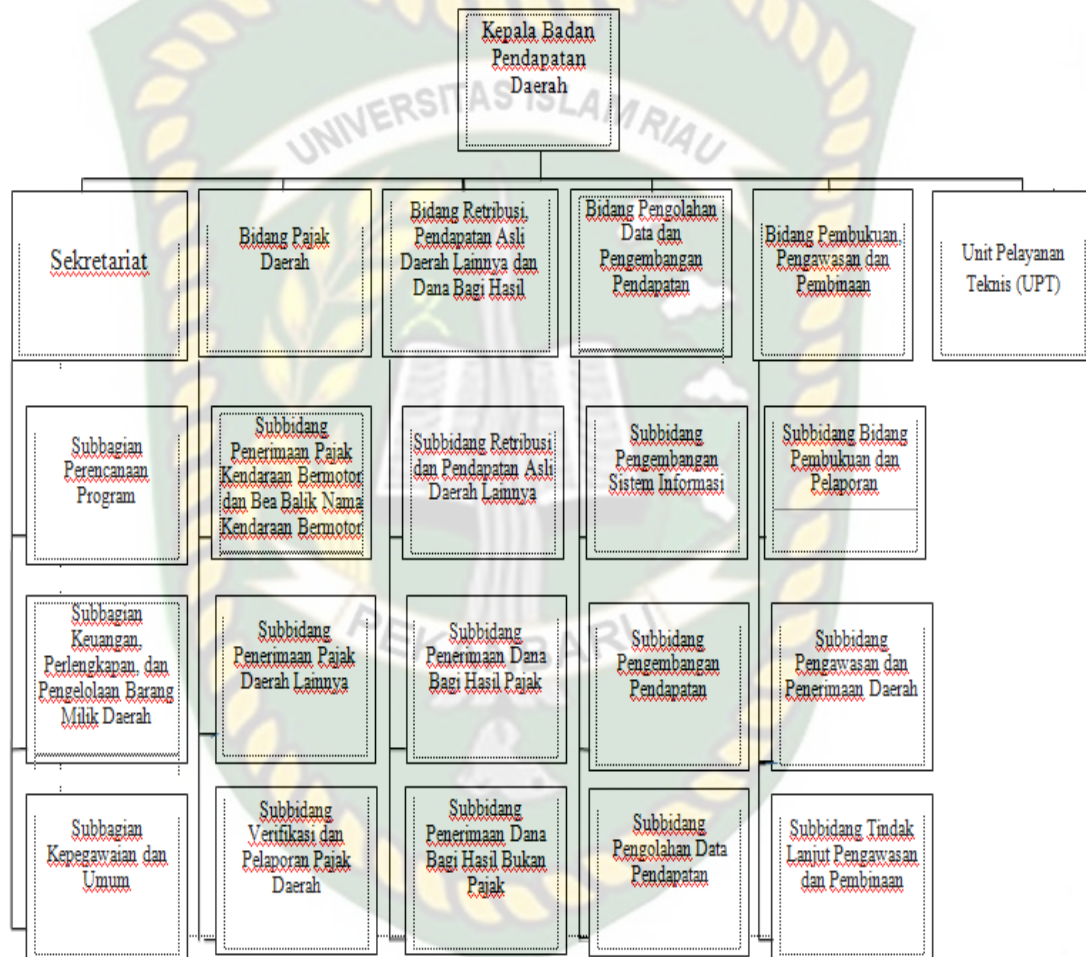 Kepala Badan
Pendapatan
Daerah
UNIVERSITAS ISLAM RIAU
Sekretariat
Bidang Pajak
Daerah
Bidang Retribusi,
Pendapatan Asli
Daerah Lainnya dan
Dana Bagi Hasil
Bidang Pengolahan
Data dan
Pengembangan
Pendapatan
Bidang Pembukuan,
Pengawasan dan
Pembinaan
Unit Pelayanan
Teknis (UPT)
Subbagian
Perencanaan
Program
Subbidang
Penerimaan Pajak
Kendaraan Bermotor
dan Bea Balik Nama
Kendaraan Bermotor
Subbidang Retribusi
dan Pendapatan Asli
Daerah Lainnya
Subbidang
Pengembangan
Sistem Informasi
Subbidang Bidang
Pembukuan dan
Pelaporan
Subbagian
Keuangan,
Perlengkapan, dan
Pengelolaan Barang
Milik Daerah
Subbidang
Penerimaan Pajak
Daerah Lainnya
Subbidang
Penerimaan Dana
Bagi Hasil Pajak
Subbidang
Pengembangan
Pendapatan
Subbidang
Pengawasan dan
Penerimaan Daerah
PEKANBARU
Subbagian
Kepegawaian dan
Umum
Subbidang
Verifikasi dan
Pelaporan Pajak
Daerah
Subbidang
Penerimaan Dana
Bagi Hasil Bukan
Pajak
Subbidang
Pengolahan Data
Pendapatan
Subbidang Tindak
Lanjut Pengawasan
dan Pembinaan